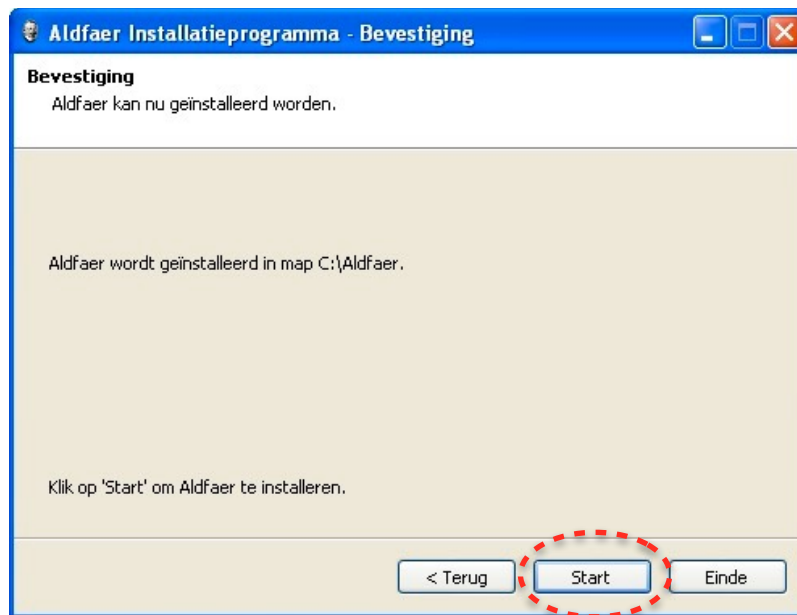 Aldfaer Installatieprogramma - Bevestiging
Bevestiging
Aldfaer kan nu geïnstalleerd worden.
Aldfaer wordt geïnstalleerd in map C:\Aldfaer.
Klik op 'Start' om Aldfaer te installeren.
< Terug Start Einde